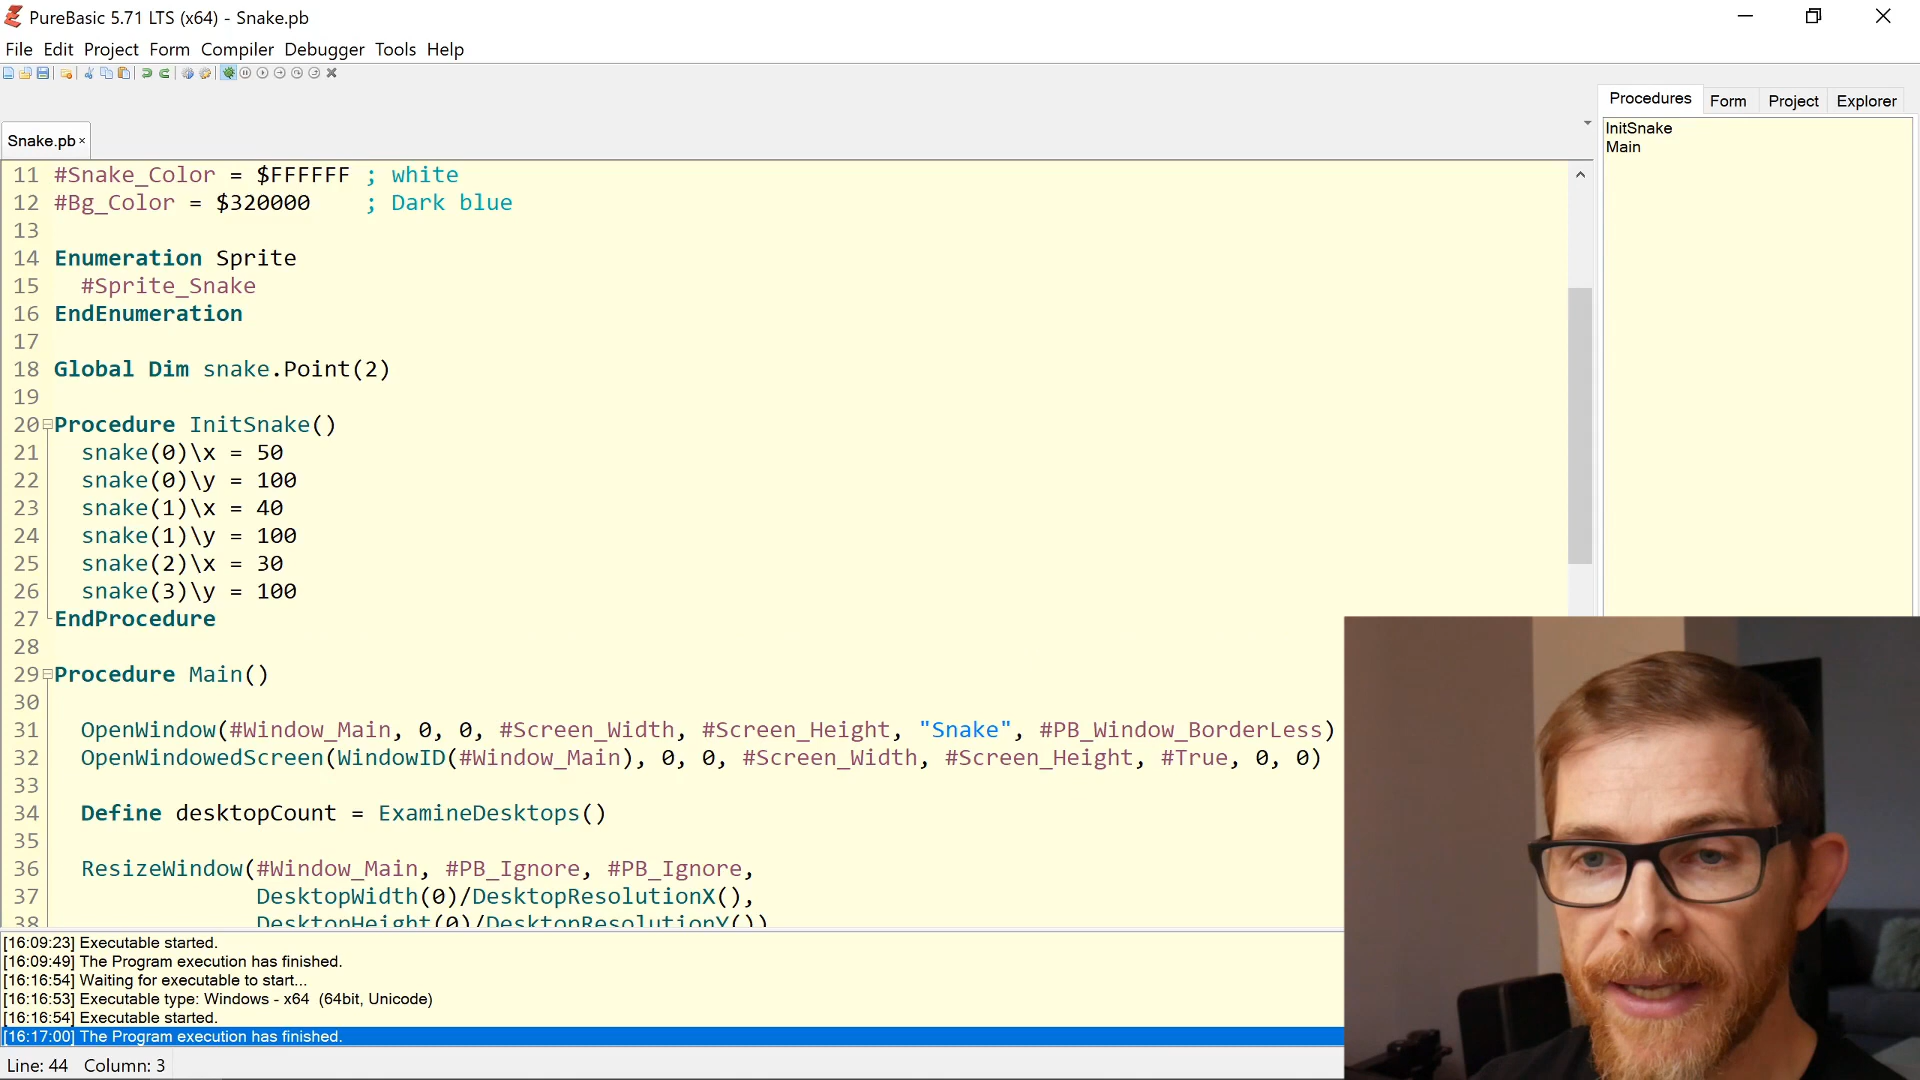 PureBasic 5.71 LTS (x64) - Snake.pb
File Edit Project Form Compiler Debugger Tools Help
Procedures Form Project Explorer
InitSnake
Main
Snake.pb
11 #Snake_Color = $FFFFFF ; white
12 #Bg_Color = $320000 ; Dark blue
13
14 Enumeration Sprite
15 #Sprite_Snake
16 EndEnumeration
17
18 Global Dim snake.Point(2)
19
20 Procedure InitSnake()
21 snake(0)\x = 50
22 snake(0)\y = 100
23 snake(1)\x = 40
24 snake(1)\y = 100
25 snake(2)\x = 30
26 snake(3)\y = 100
27 EndProcedure
28
29 Procedure Main()
30
31 OpenWindow(#Window_Main, 0, 0, #Screen_Width, #Screen_Height, "Snake", #PB_Window_BorderLess)
32 OpenWindowedScreen(WindowID(#Window_Main), 0, 0, #Screen_Width, #Screen_Height, #True, 0, 0)
33
34 Define desktopCount = ExamineDesktops()
35
36 ResizeWindow(#Window_Main, #PB_Ignore, #PB_Ignore,
37 DesktopWidth(0)/DesktopResolutionX(),
38 DesktopHeight(0)/DesktopResolutionY())
[16:09:23] Executable started.
[16:09:49] The Program execution has finished.
[16:16:54] Waiting for executable to start...
[16:16:53] Executable type: Windows - x64 (64bit, Unicode)
[16:16:54] Executable started.
[16:17:00] The Program execution has finished.
Line: 44 Column: 3